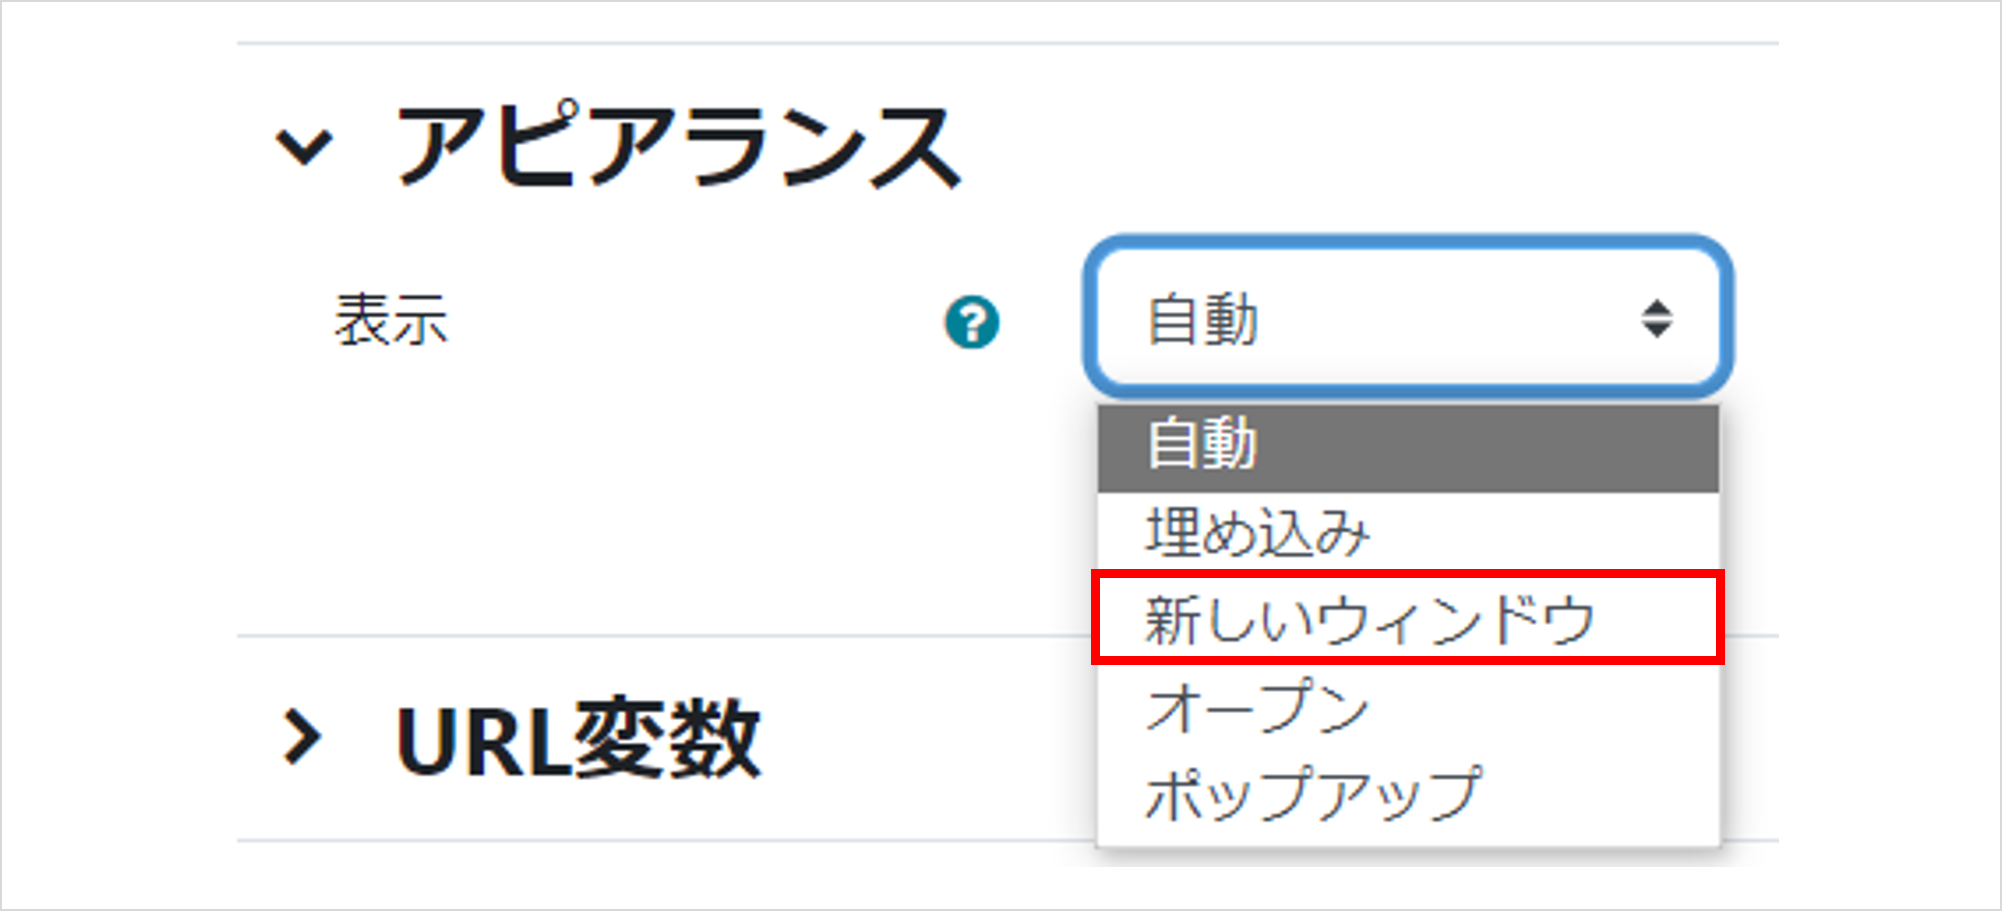 アピアランス
表示
自動
自動
埋め込み
新しいウィンドウ
オープン
ポップアップ
URL変数